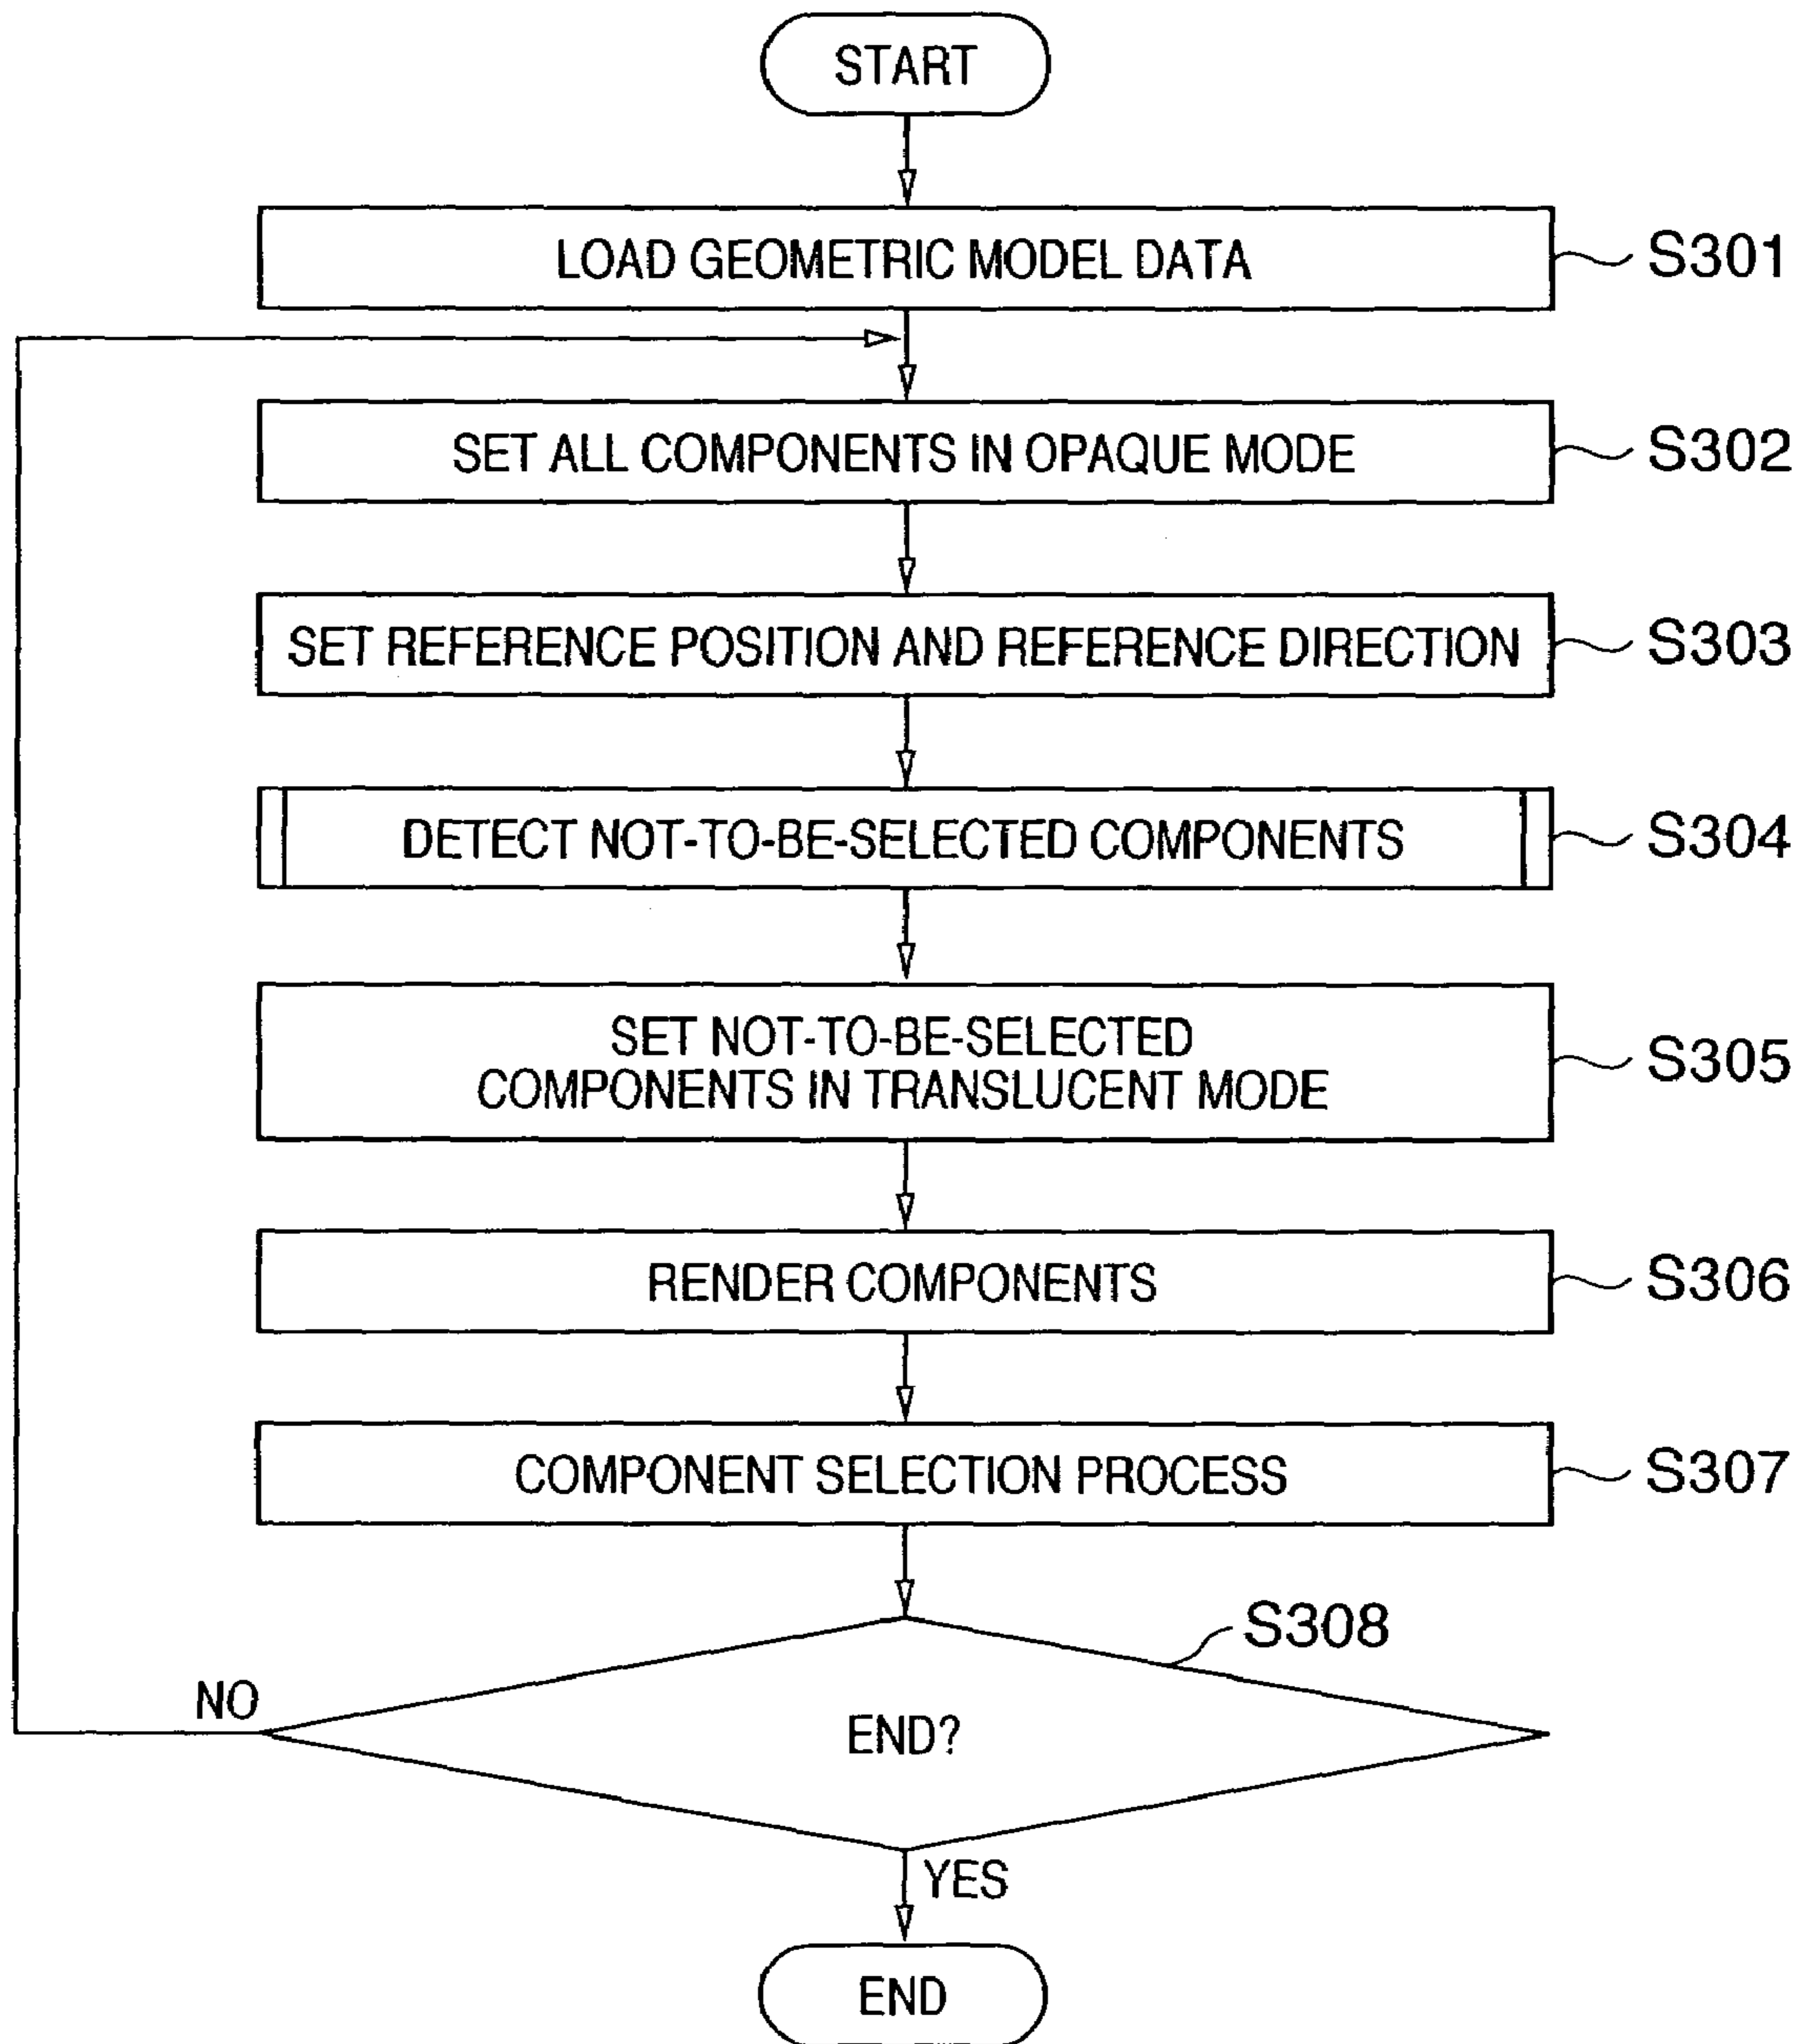 START
LOAD GEOMETRIC MODEL DATA
S301
SET ALL COMPONENTS IN OPAQUE MODE
S302
SET REFERENCE POSITION AND REFERENCE DIRECTION
S303
DETECT NOT-TO-BE-SELECTED COMPONENTS
S304
SET NOT-TO-BE-SELECTED
COMPONENTS IN TRANSLUCENT MODE
S305
RENDER COMPONENTS
S306
COMPONENT SELECTION PROCESS
S307
S308
NO
END?
YES
END